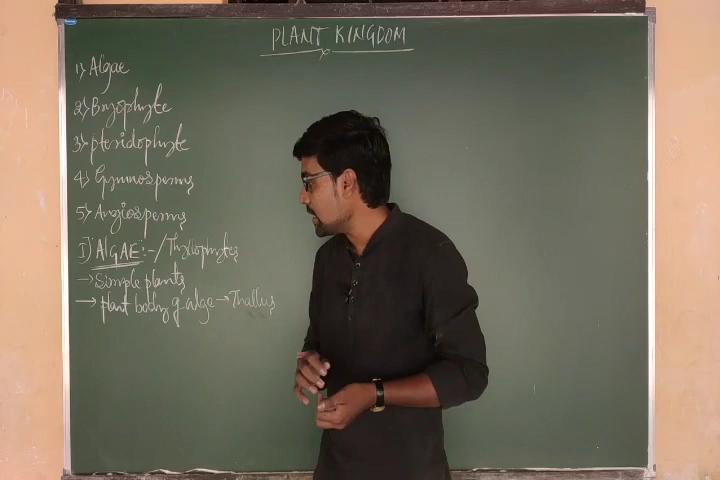 PLANT KINGDOM
1) Algae
2) Bryophyte
3) pteridophyte
4) Gymnosperms
5) Angiosperms
I) ALGAE:-/Thallophytes
→ Simple plants
→ plant body of algae → Thallus